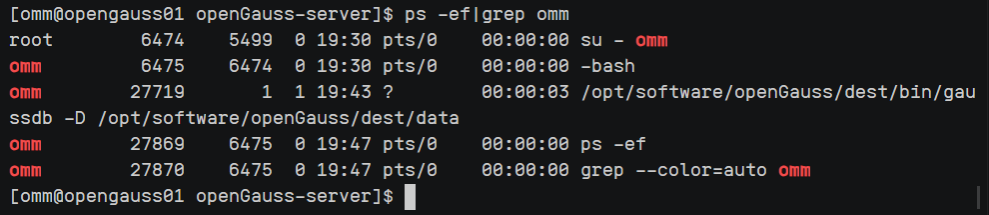 [omm@opengauss01 openGauss-server]$ ps -ef|grep omm
root        6474    5499  0 19:30 pts/0    00:00:00 su - omm
omm         6475    6474  0 19:30 pts/0    00:00:00 -bash
omm        27719       1  1 19:43 ?        00:00:03 /opt/software/openGauss/dest/bin/gau
ssdb -D /opt/software/openGauss/dest/data
omm        27869    6475  0 19:47 pts/0    00:00:00 ps -ef
omm        27870    6475  0 19:47 pts/0    00:00:00 grep --color=auto omm
[omm@opengauss01 openGauss-server]$